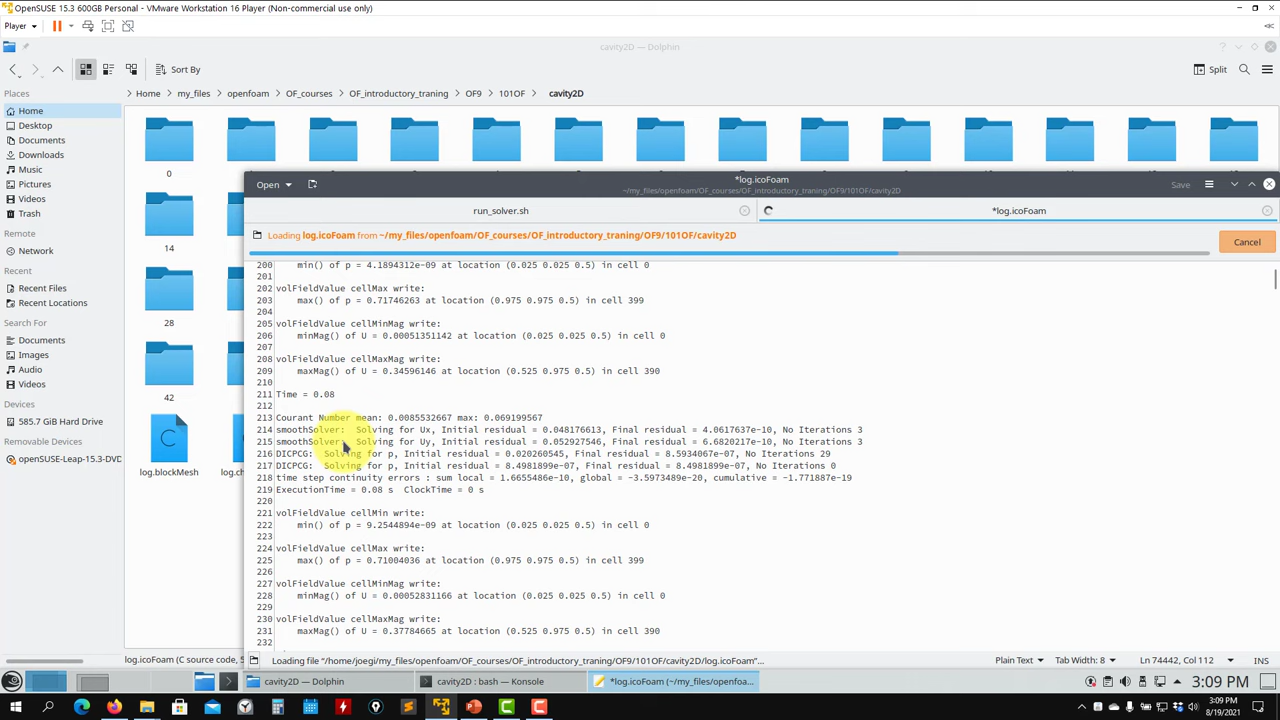 OpenSUSE 15.3 600GB Personal - VMware Workstation 16 Player (Non-commercial use only)
Player
cavity2D — Dolphin
Sort By
Split
Places
Home
Desktop
Documents
Downloads
Music
Pictures
Videos
Trash
Remote
Network
Recent
Recent Files
Recent Locations
Search For
Documents
Images
Audio
Videos
Devices
585.7 GiB Hard Drive
Removable Devices
openSUSE-Leap-15.3-DVD
Home > my_files > openfoam > OF_courses > OF_introductory_traning > OF9 > 101OF > cavity2D
0
14
28
42
log.blockMesh
log.icoFoam (C source code, 5
Open
*log.icoFoam
~/my_files/openfoam/OF_courses/OF_introductory_traning/OF9/101OF/cavity2D
Save
run_solver.sh
*log.icoFoam
Loading log.icoFoam from ~/my_files/openfoam/OF_courses/OF_introductory_traning/OF9/101OF/cavity2D
Cancel
200 min() of p = 4.1894312e-09 at location (0.025 0.025 0.5) in cell 0
201
202 volFieldValue cellMax write:
203 max() of p = 0.71746263 at location (0.975 0.975 0.5) in cell 399
204
205 volFieldValue cellMinMag write:
206 minMag() of U = 0.00051351142 at location (0.025 0.025 0.5) in cell 0
207
208 volFieldValue cellMaxMag write:
209 maxMag() of U = 0.34596146 at location (0.525 0.975 0.5) in cell 390
210
211 Time = 0.08
212
213 Courant Number mean: 0.0085532667 max: 0.069199567
214 smoothSolver: Solving for Ux, Initial residual = 0.048176613, Final residual = 4.0617637e-10, No Iterations 3
215 smoothSolver: Solving for Uy, Initial residual = 0.052927546, Final residual = 6.6820217e-10, No Iterations 3
216 DICPCG: Solving for p, Initial residual = 0.020260545, Final residual = 8.5934067e-07, No Iterations 29
217 DICPCG: Solving for p, Initial residual = 8.4981899e-07, Final residual = 8.4981899e-07, No Iterations 0
218 time step continuity errors : sum local = 1.6655486e-10, global = -3.5973489e-20, cumulative = -1.771887e-19
219 ExecutionTime = 0.08 s ClockTime = 0 s
220
221 volFieldValue cellMin write:
222 min() of p = 9.2544894e-09 at location (0.025 0.025 0.5) in cell 0
223
224 volFieldValue cellMax write:
225 max() of p = 0.71004036 at location (0.975 0.975 0.5) in cell 399
226
227 volFieldValue cellMinMag write:
228 minMag() of U = 0.00052831166 at location (0.025 0.025 0.5) in cell 0
229
230 volFieldValue cellMaxMag write:
231 maxMag() of U = 0.37784665 at location (0.525 0.975 0.5) in cell 390
232
Loading file "/home/joegi/my_files/openfoam/OF_courses/OF_introductory_traning/OF9/101OF/cavity2D/log.icoFoam"...
Plain Text
Tab Width: 8
Ln 74442, Col 112
INS
cavity2D — Dolphin
cavity2D : bash — Konsole
*log.icoFoam (~/my_files/openfoa...
3:09 PM
3:09 PM
8/19/2021